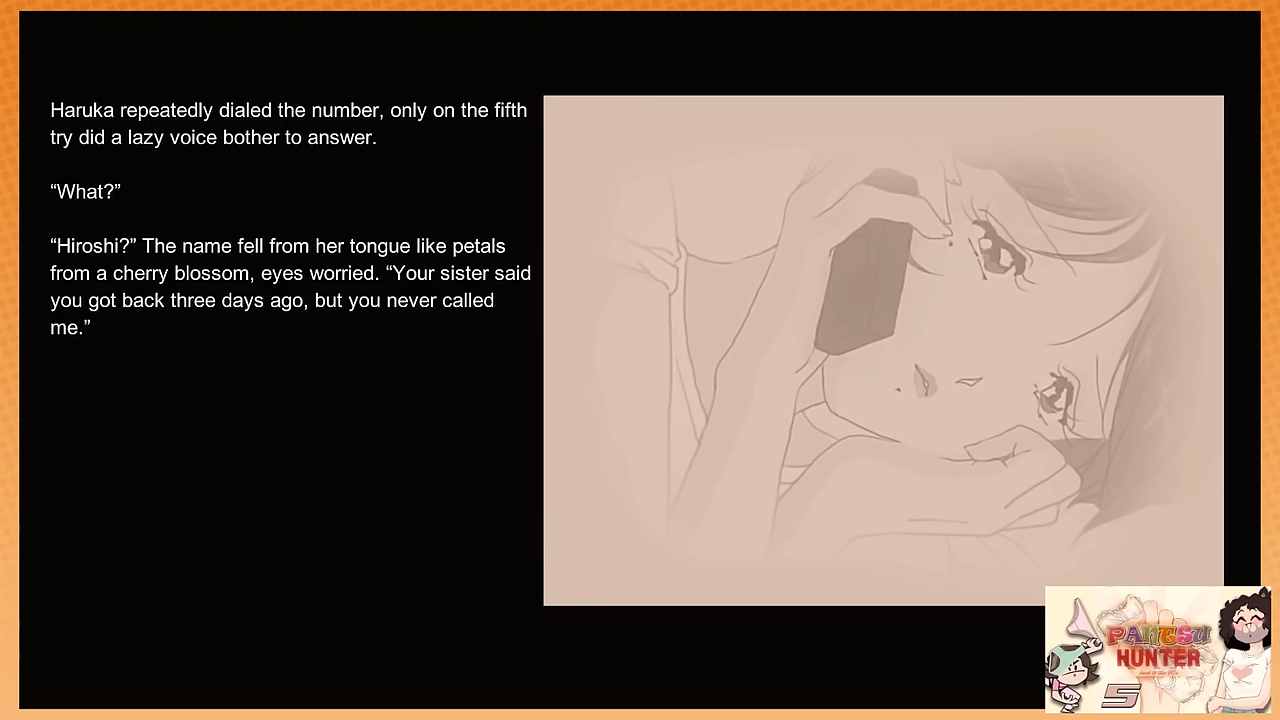 Haruka repeatedly dialed the number, only on the fifth
try did a lazy voice bother to answer.
“What?”
“Hiroshi?” The name fell from her tongue like petals
from a cherry blossom, eyes worried. “Your sister said
you got back three days ago, but you never called
me.”
PANTSU
HUNTER
5